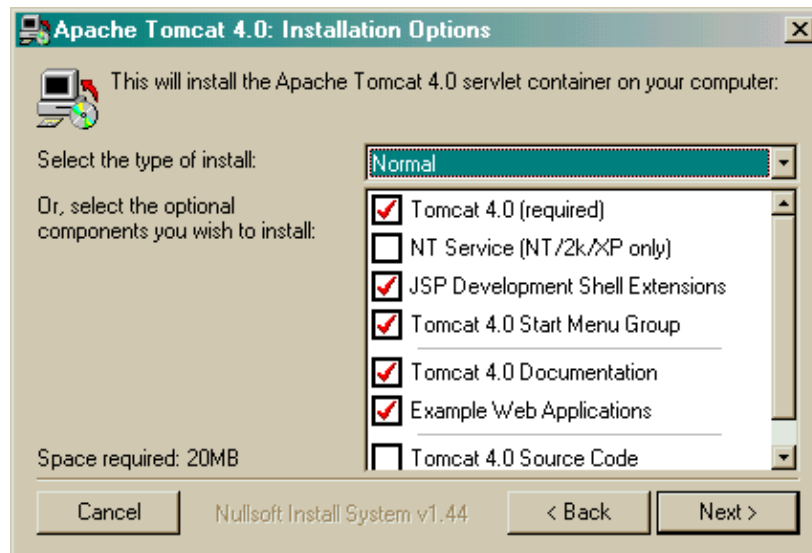 Apache Tomcat 4.0: Installation Options
This will install the Apache Tomcat 4.0 servlet container on your computer:
Select the type of install:
Normal
Or, select the optional
components you wish to install:
Tomcat 4.0 (required)
NT Service (NT/2k/XP only)
JSP Development Shell Extensions
Tomcat 4.0 Start Menu Group
Tomcat 4.0 Documentation
Example Web Applications
Tomcat 4.0 Source Code
Space required: 20MB
Cancel
Nullsoft Install System v1.44
< Back
Next >